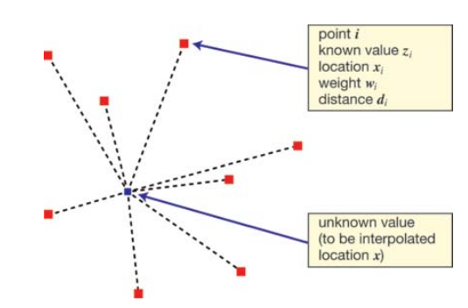 point i
known value zᵢ
location xᵢ
weight wᵢ
distance dᵢ
unknown value
(to be interpolated
location x)